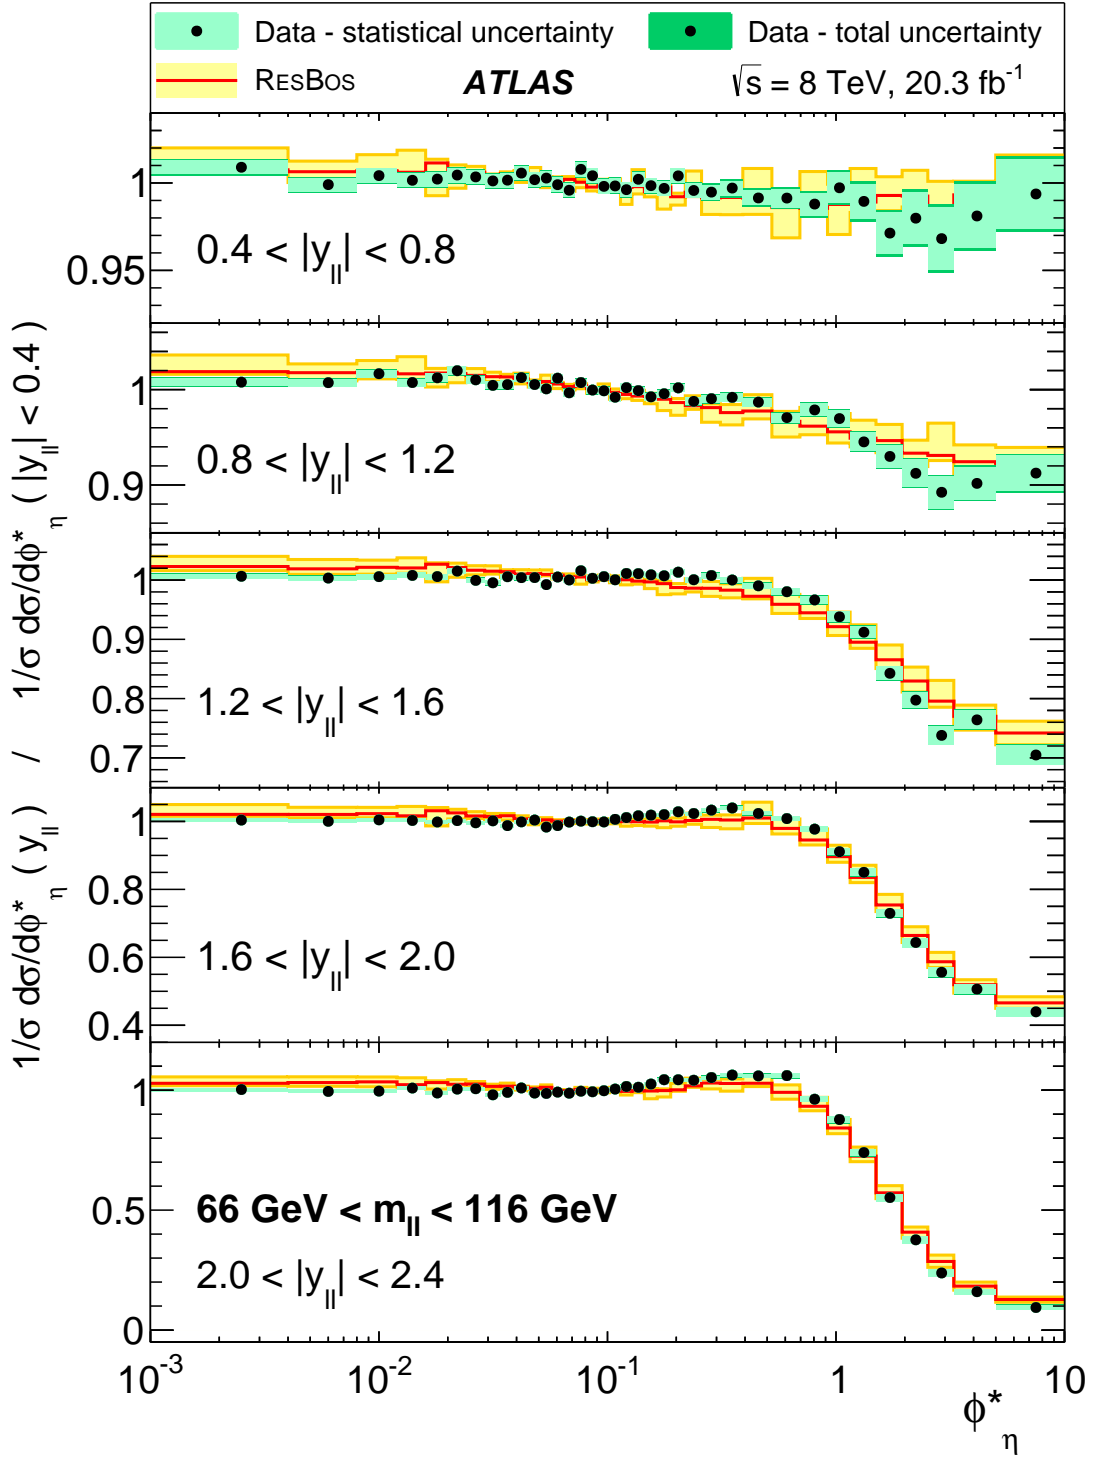 Data - statistical uncertainty Data - total uncertainty
RESBOS ATLAS √s = 8 TeV, 20.3 fb⁻¹
1/σ dσ/dφ*η ( yll ) / 1/σ dσ/dφ*η ( |yll| < 0.4 )
1
0.4 < |yll| < 0.8
0.95
1
0.8 < |yll| < 1.2
0.9
1
0.9
1.2 < |yll| < 1.6
0.8
0.7
1
0.8
1.6 < |yll| < 2.0
0.6
0.4
1
66 GeV < mll < 116 GeV
0.5
2.0 < |yll| < 2.4
0
10⁻³ 10⁻² 10⁻¹ 1 10
φ*η